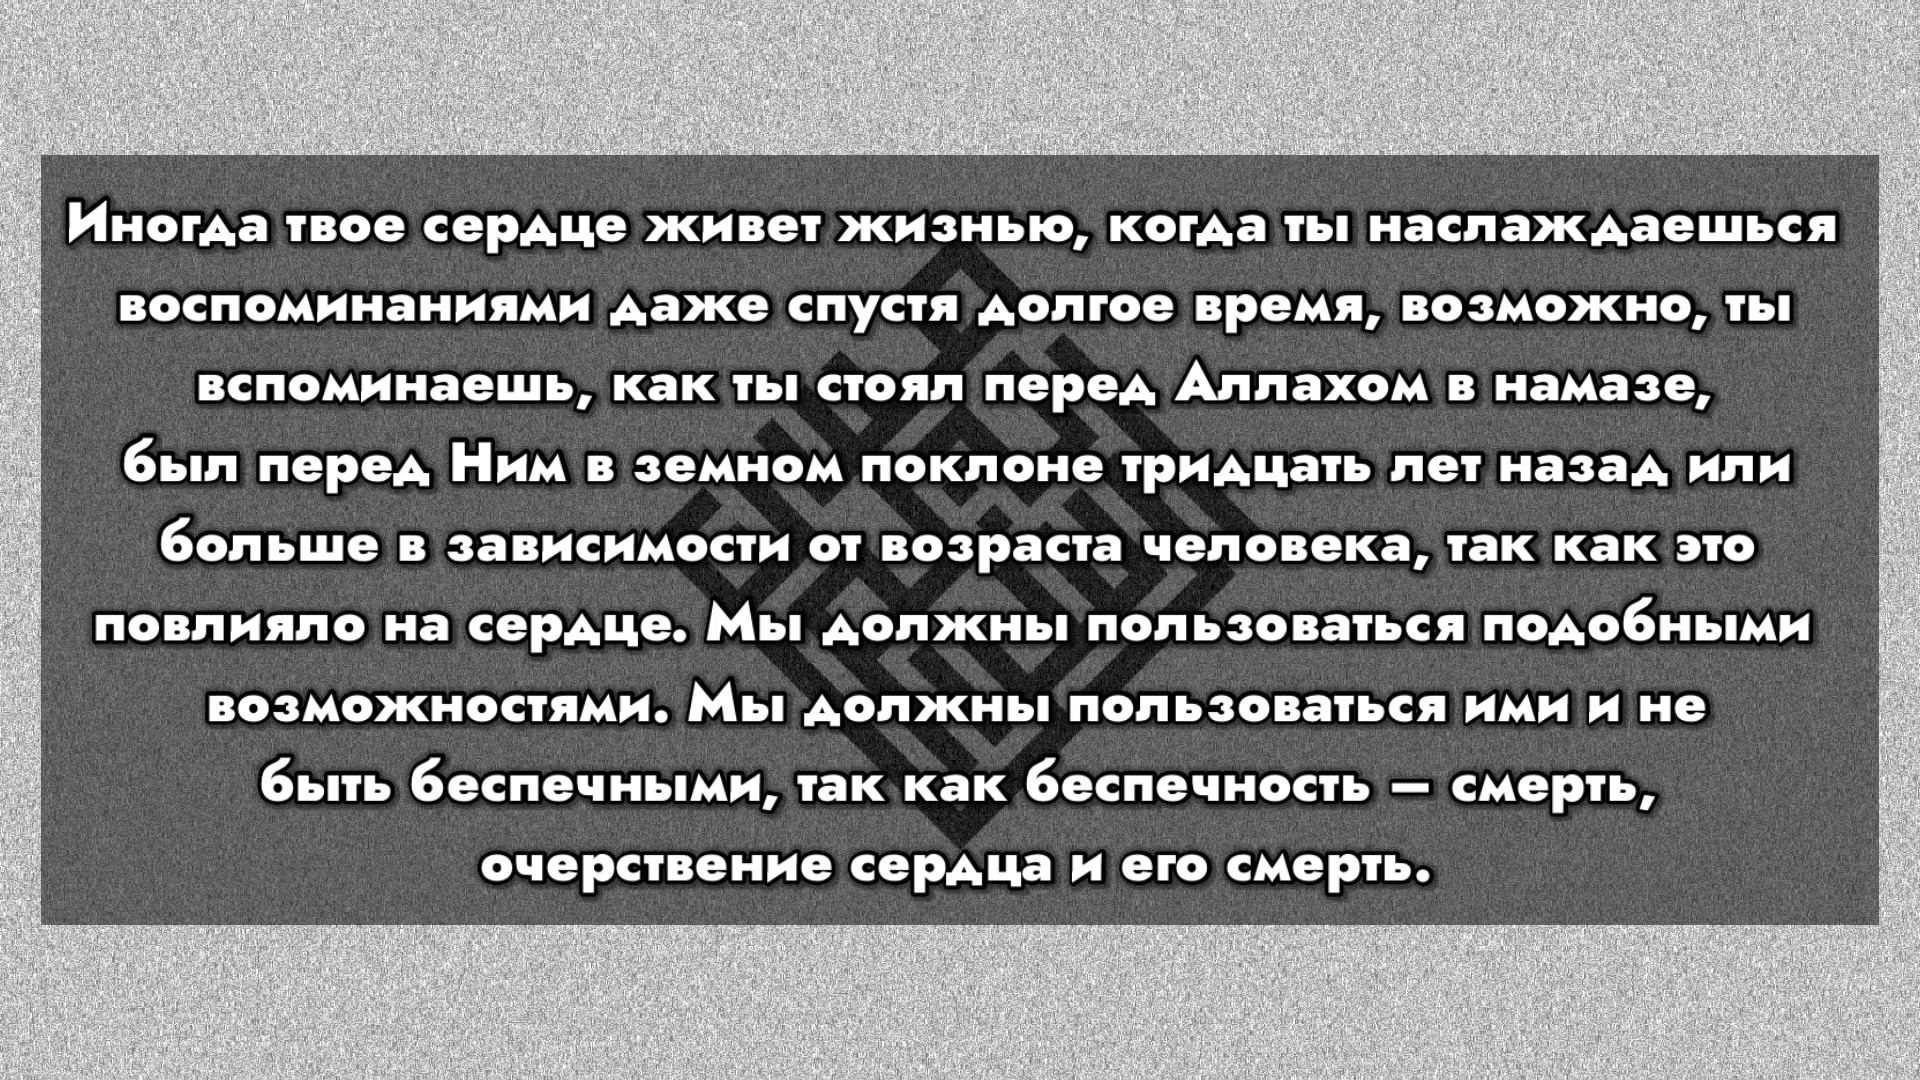 Иногда твое сердце живет жизнью, когда ты наслаждаешься
воспоминаниями даже спустя долгое время, возможно, ты
вспоминаешь, как ты стоял перед Аллахом в намазе,
был перед Ним в земном поклоне тридцать лет назад или
больше в зависимости от возраста человека, так как это
повлияло на сердце. Мы должны пользоваться подобными
возможностями. Мы должны пользоваться ими и не
быть беспечными, так как беспечность – смерть,
очерствение сердца и его смерть.